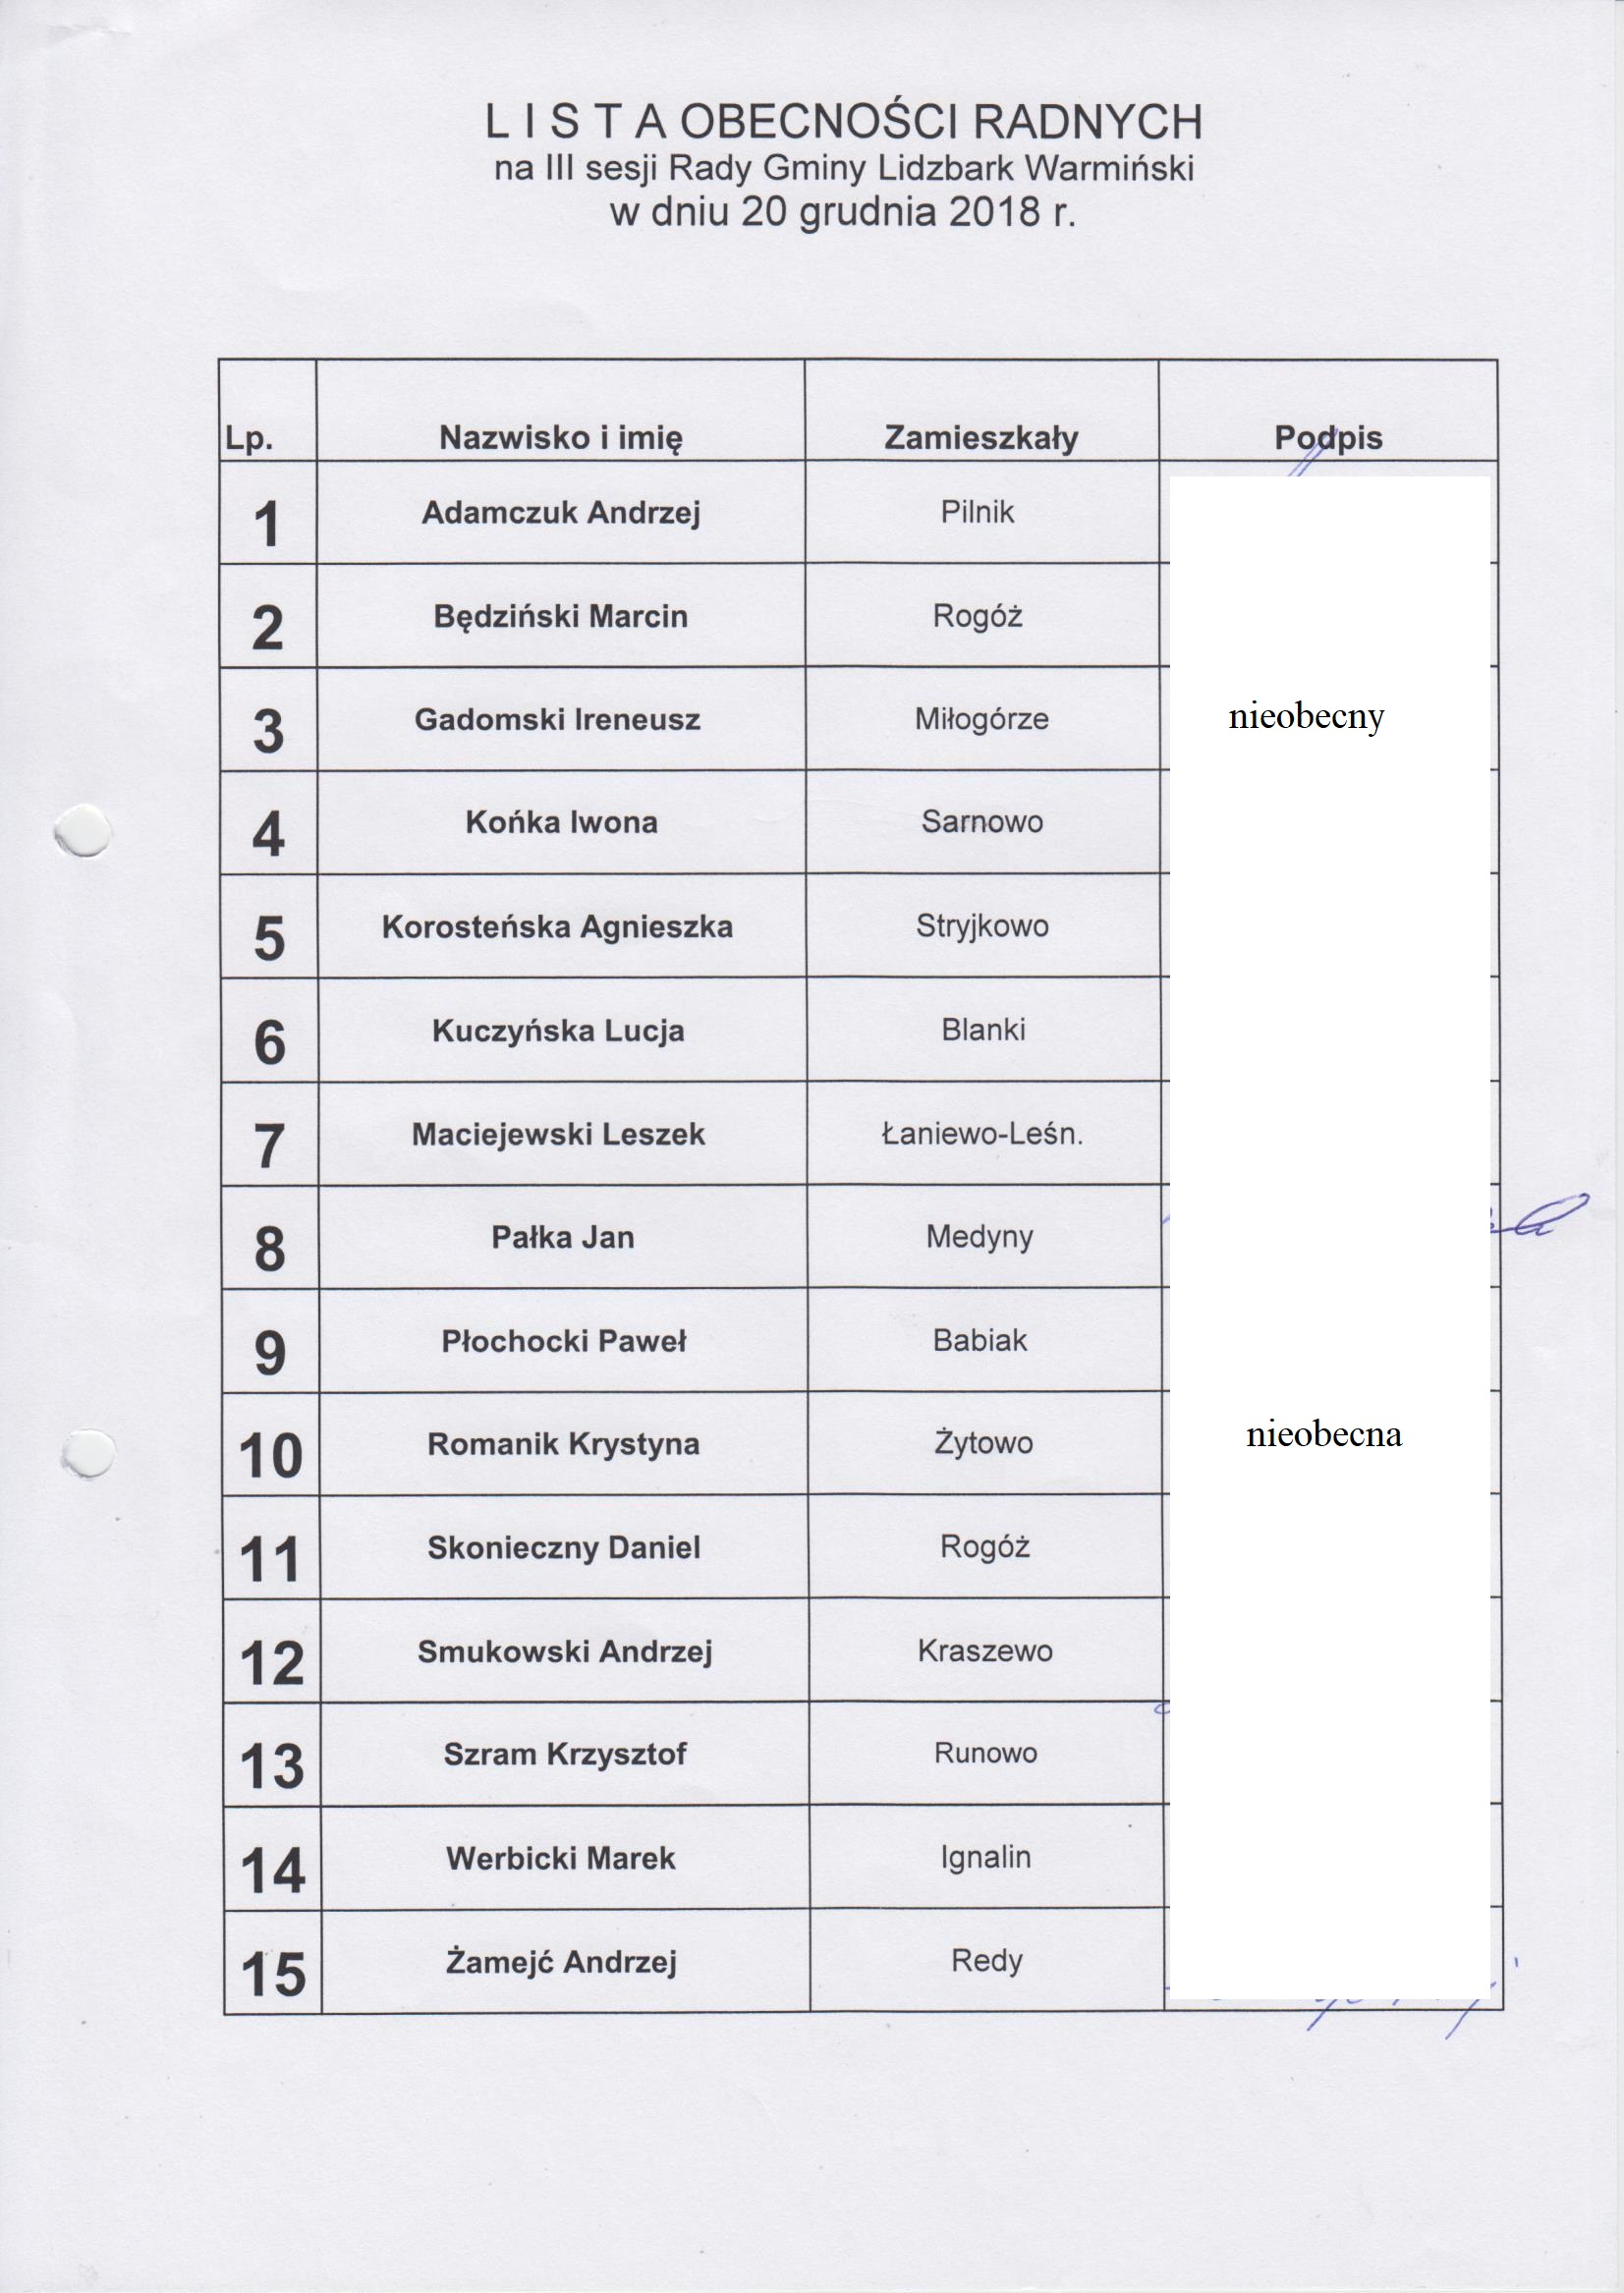 L I S T A OBECNOŚCI RADNYCH
na III sesji Rady Gminy Lidzbark Warmiński
w dniu 20 grudnia 2018 r.
Lp. Nazwisko i imię Zamieszkały Podpis
1 Adamczuk Andrzej Pilnik
2 Będziński Marcin Rogóż
3 Gadomski Ireneusz Miłogórze nieobecny
4 Końka Iwona Sarnowo
5 Korosteńska Agnieszka Stryjkowo
6 Kuczyńska Lucja Blanki
7 Maciejewski Leszek Łaniewo-Leśn.
8 Pałka Jan Medyny
9 Płochocki Paweł Babiak
10 Romanik Krystyna Żytowo nieobecna
11 Skonieczny Daniel Rogóż
12 Smukowski Andrzej Kraszewo
13 Szram Krzysztof Runowo
14 Werbicki Marek Ignalin
15 Żamejć Andrzej Redy